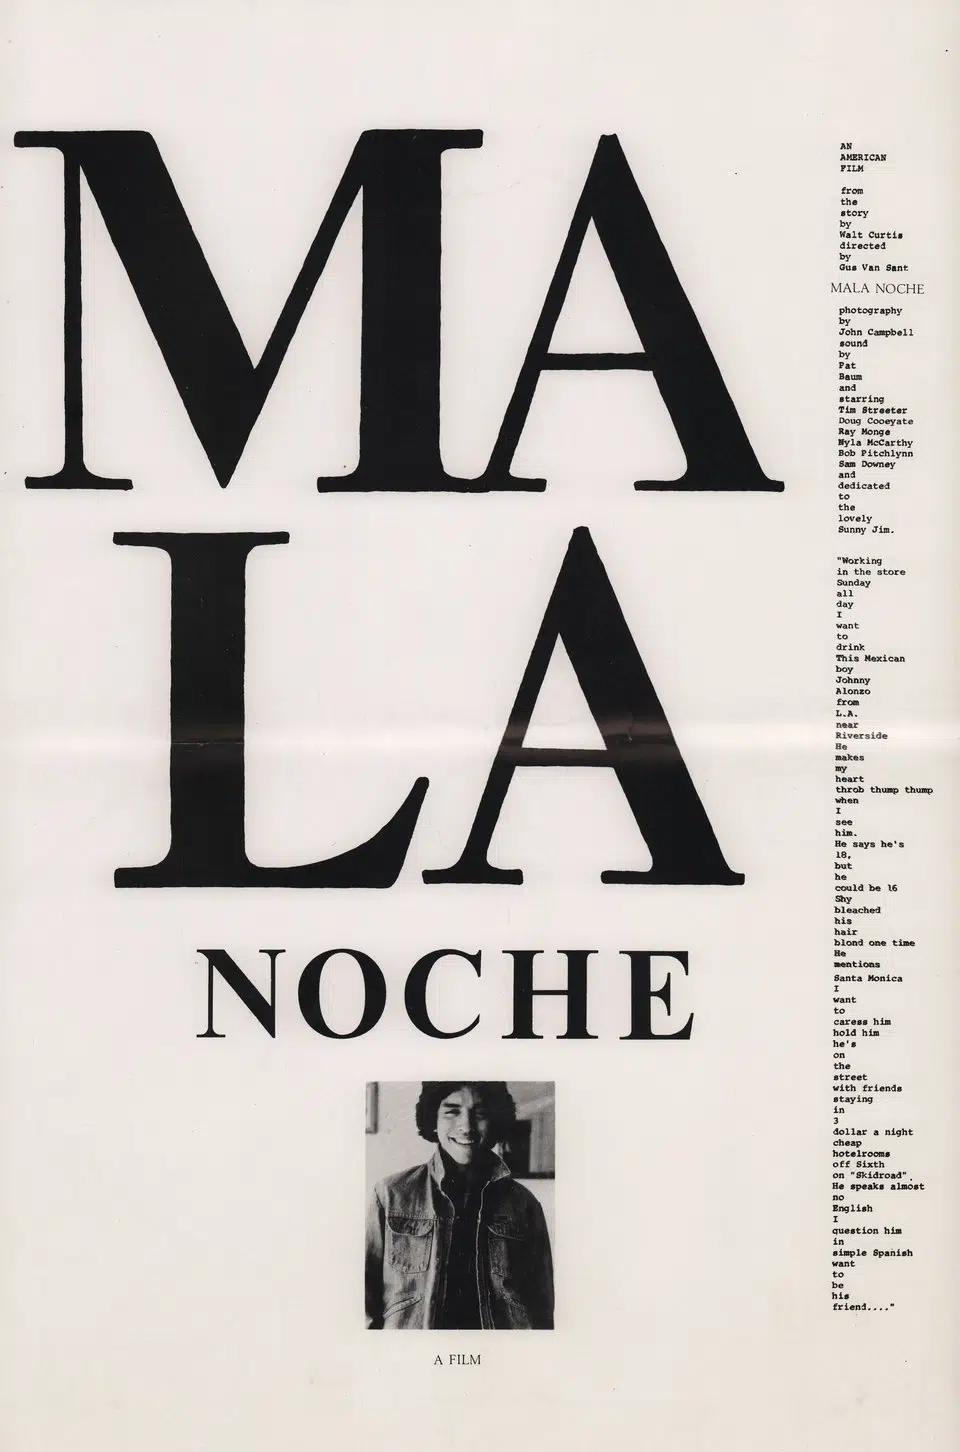 MA
LA
NOCHE
A FILM
AN
AMERICAN
FILM
from
the
story
by
Walt Curtis
directed
by
Gus Van Sant
MALA NOCHE
photography
by
John Campbell
sound
by
Pat
Baum
and
starring
Tim Streeter
Doug Cooeyate
Ray Monge
Nyla McCarthy
Bob Pitchlynn
Sam Downey
and
dedicated
to
the
lovely
Sunny Jim.
"Working
in the store
Sunday
all
day
I
want
to
drink
This Mexican
boy
Johnny
Alonzo
from
L.A.
near
Riverside
He
makes
my
heart
throb thump thump
when
I
see
him.
He says he's
18,
but
he
could be 16
Shy
bleached
his
hair
blond one time
He
mentions
Santa Monica
I
want
to
caress him
hold him
he's
on
the
street
with friends
staying
in
3
dollar a night
cheap
hotelrooms
off Sixth
on "Skidroad".
He speaks almost
no
English
I
question him
in
simple Spanish
want
to
be
his
friend...."